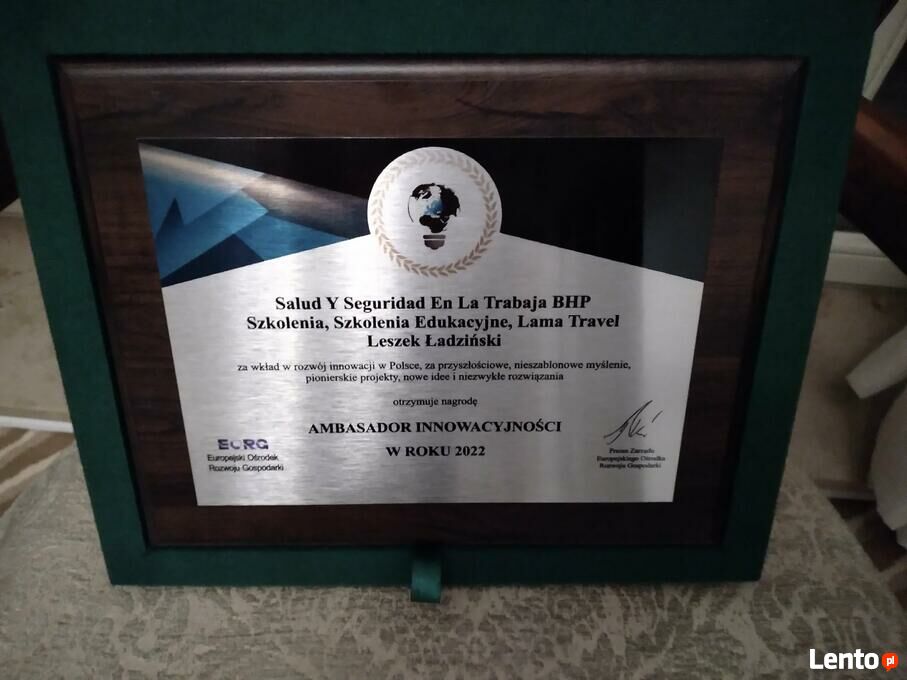 Salud Y Seguridad En La Trabaja BHP
Szkolenia, Szkolenia Edukacyjne, Lama Travel
Leszek Ładziński
za wkład w rozwój innowacji w Polsce, za przyszłościowe, nieszablonowe myślenie,
pionierskie projekty, nowe idee i niezwykłe rozwiązania
otrzymuje nagrodę
AMBASADOR INNOWACYJNOŚCI
W ROKU 2022
EORG
Europejski Ośrodek
Rozwoju Gospodarki
Prezes Zarządu
Europejskiego Ośrodka
Rozwoju Gospodarki
Lento pl